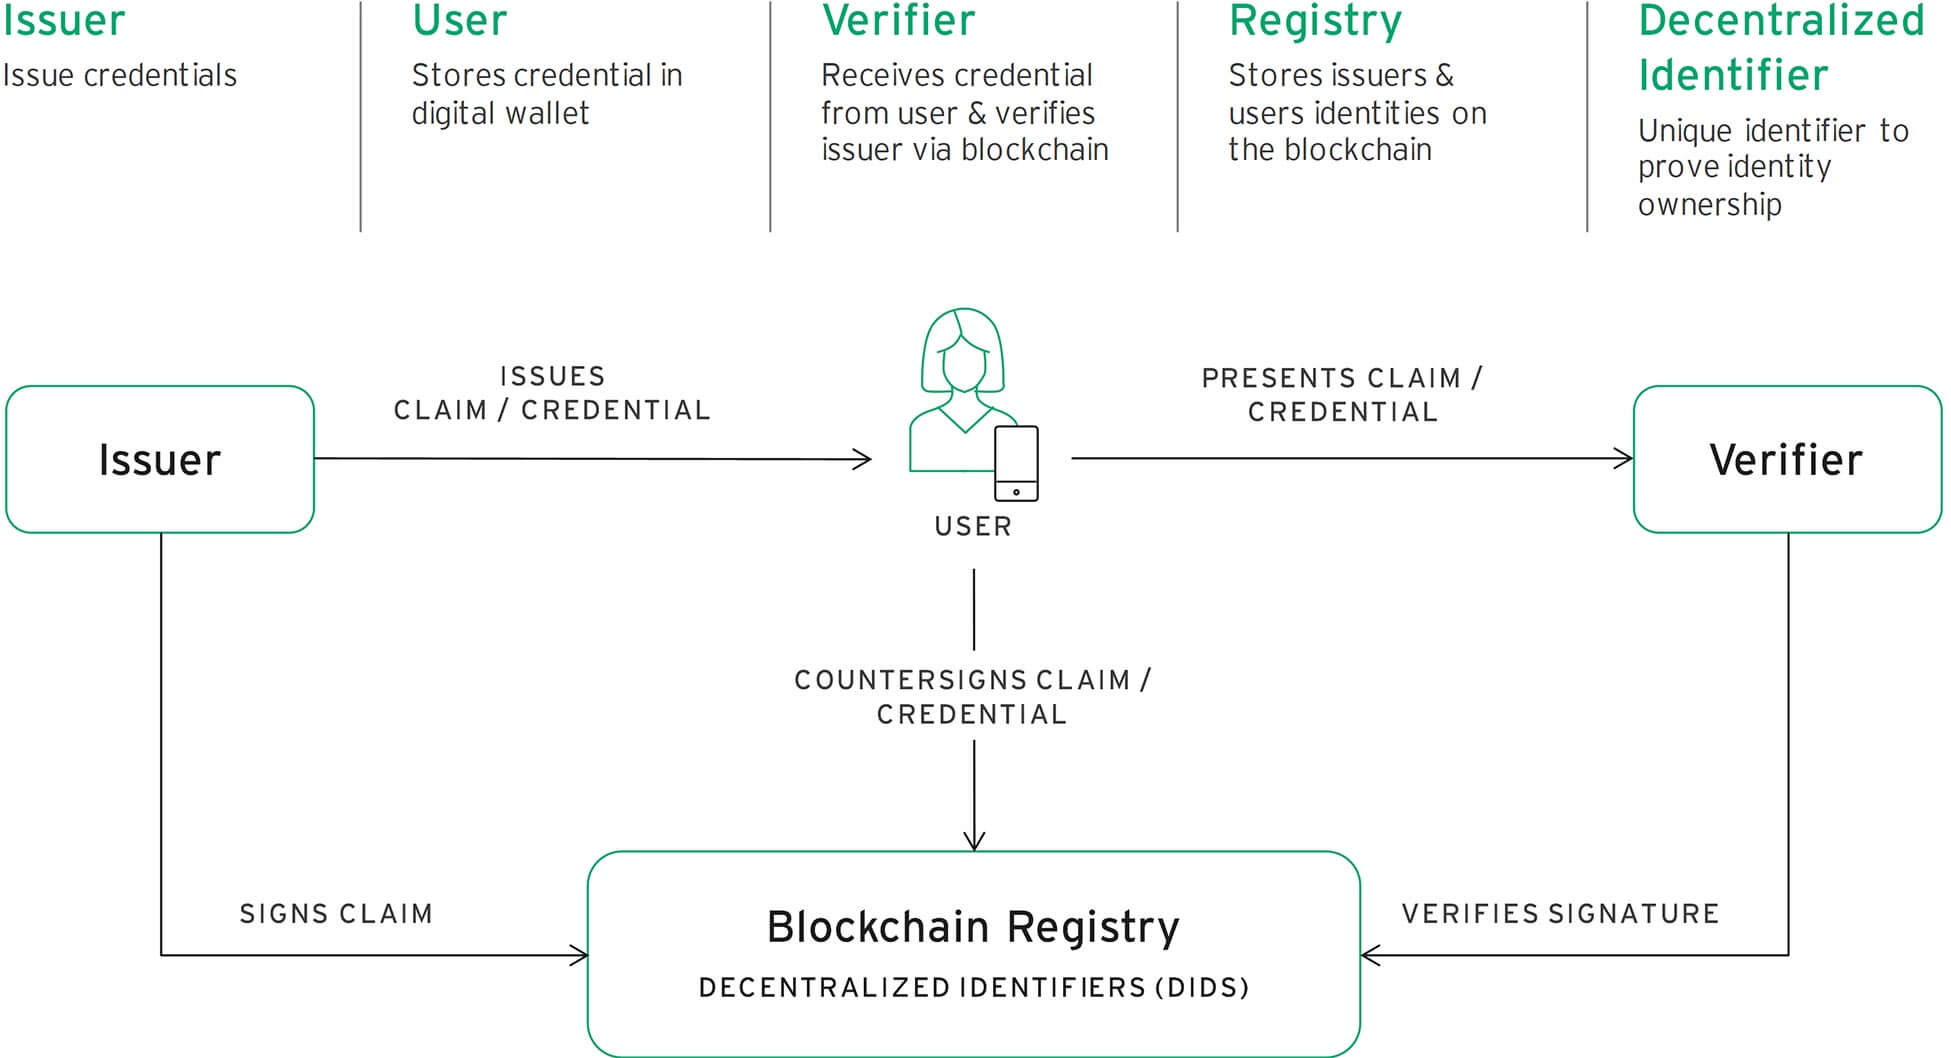 Issuer
Issue credentials
User
Stores credential in
digital wallet
Verifier
Receives credential
from user & verifies
issuer via blockchain
Registry
Stores issuers &
users identities on
the blockchain
Decentralized
Identifier
Unique identifier to
prove identity
ownership
ISSUES
CLAIM / CREDENTIAL
PRESENTS CLAIM /
CREDENTIAL
Issuer
Verifier
USER
COUNTERSIGNS CLAIM /
CREDENTIAL
SIGNS CLAIM
VERIFIES SIGNATURE
Blockchain Registry
DECENTRALIZED IDENTIFIERS (DIDS)